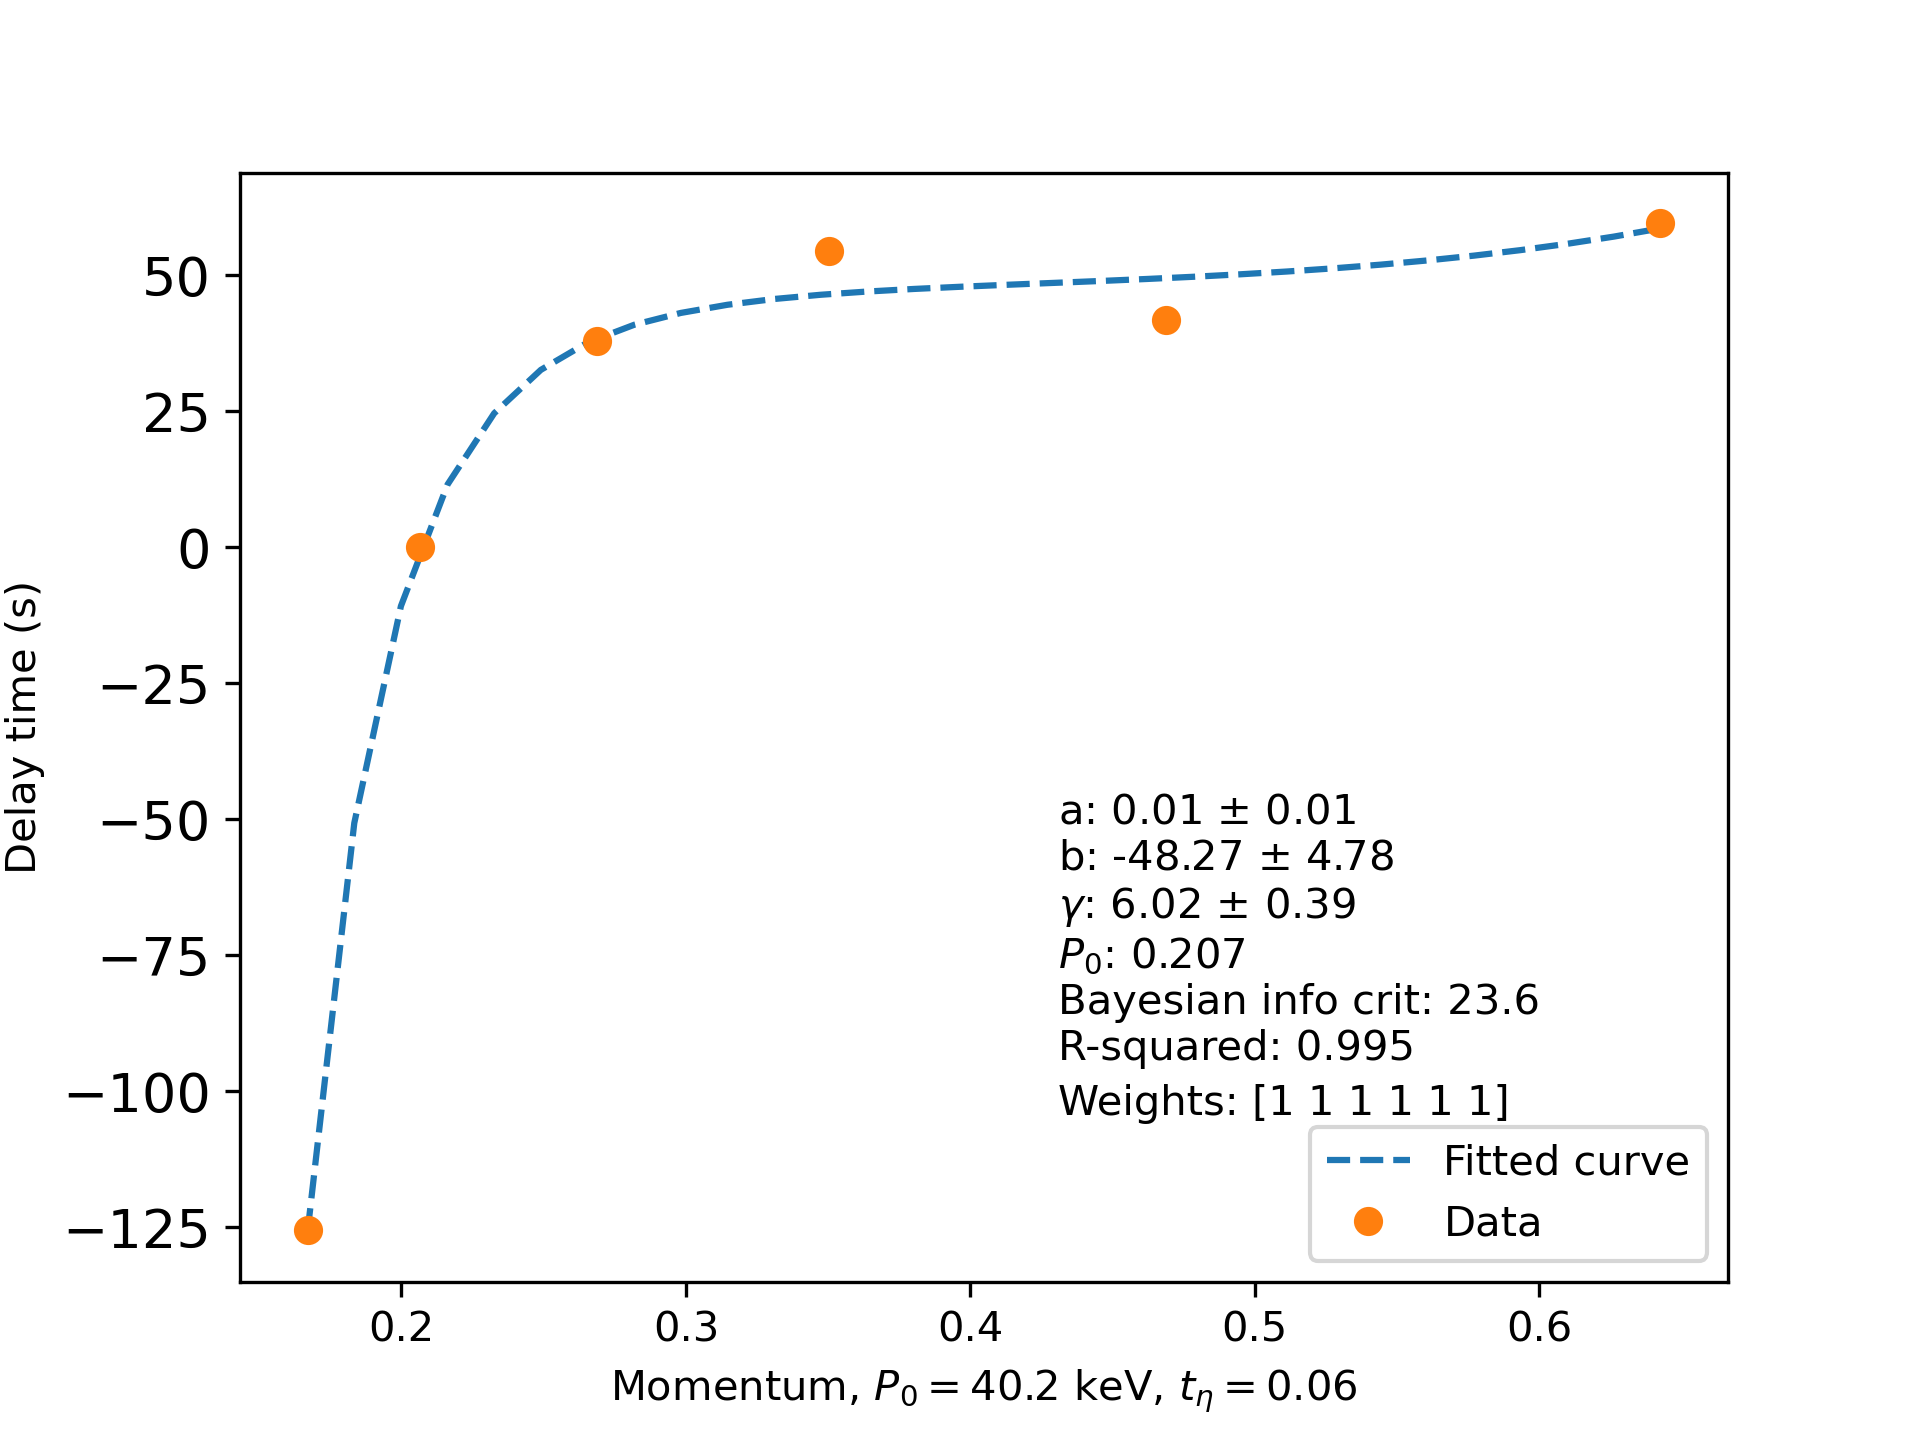 50
25
0
−25
−50
−75
−100
−125
Delay time (s)
a: 0.01 ± 0.01
b: -48.27 ± 4.78
γ: 6.02 ± 0.39
P₀: 0.207
Bayesian info crit: 23.6
R-squared: 0.995
Weights: [1 1 1 1 1 1]
Fitted curve
Data
0.2 0.3 0.4 0.5 0.6
Momentum, P₀ = 40.2 keV, tη = 0.06